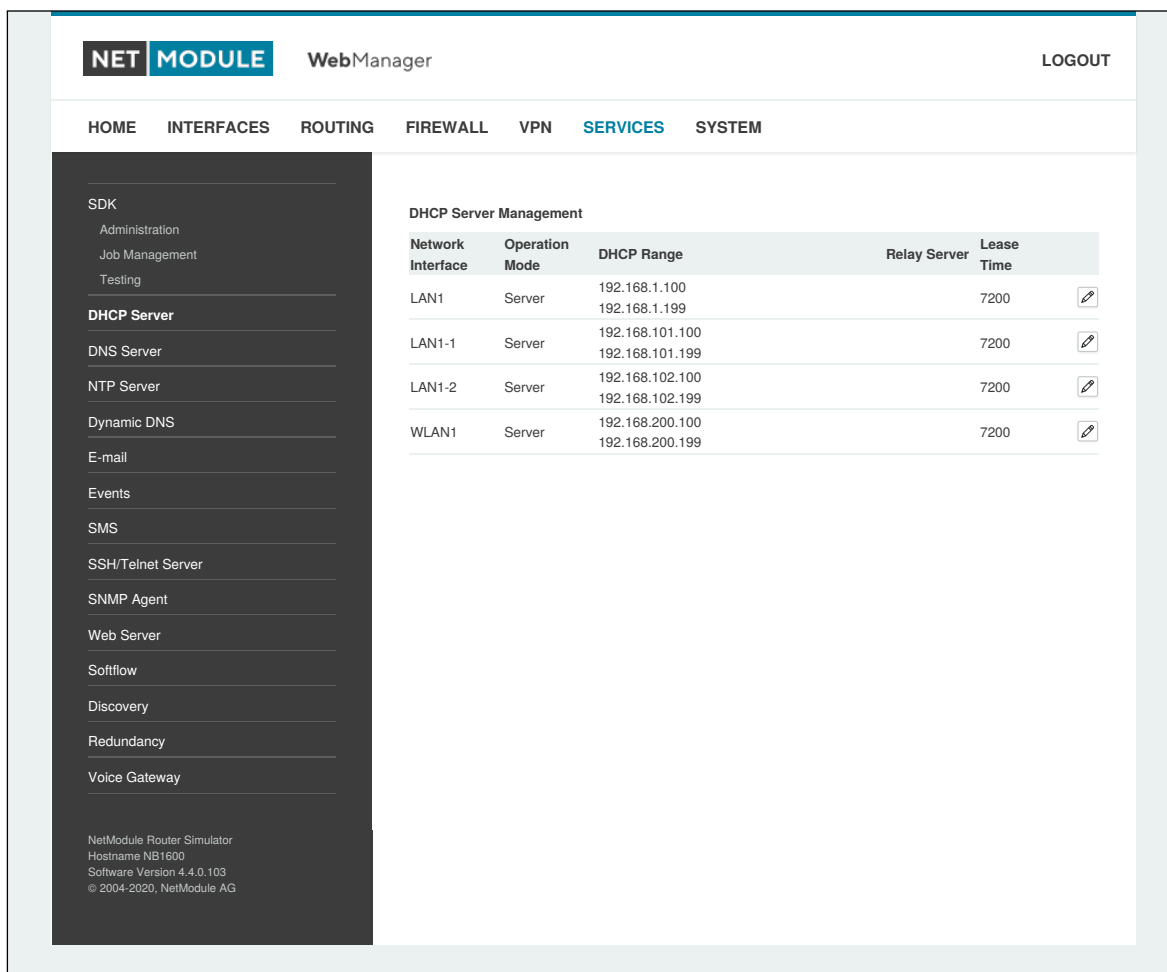 NET MODULE WebManager LOGOUT
HOME INTERFACES ROUTING FIREWALL VPN SERVICES SYSTEM
SDK
Administration
Job Management
Testing
DHCP Server
DNS Server
NTP Server
Dynamic DNS
E-mail
Events
SMS
SSH/Telnet Server
SNMP Agent
Web Server
Softflow
Discovery
Redundancy
Voice Gateway
NetModule Router Simulator
Hostname NB1600
Software Version 4.4.0.103
© 2004-2020, NetModule AG
DHCP Server Management
Network Operation DHCP Range Relay Server Lease
Interface Mode Time
LAN1 Server 192.168.1.100 7200
192.168.1.199
LAN1-1 Server 192.168.101.100 7200
192.168.101.199
LAN1-2 Server 192.168.102.100 7200
192.168.102.199
WLAN1 Server 192.168.200.100 7200
192.168.200.199